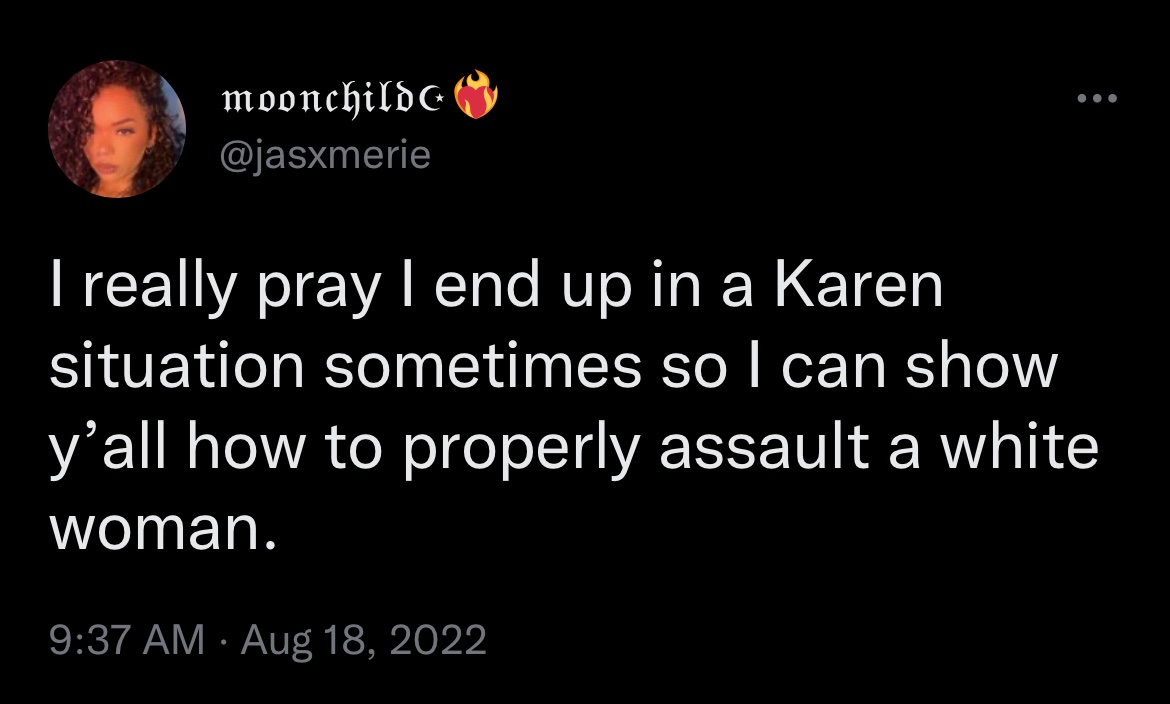 𝔪𝔬𝔬𝔫𝔠𝔥𝔦𝔩𝔡☪❤️‍🔥
@jasxmerie
I really pray I end up in a Karen
situation sometimes so I can show
y’all how to properly assault a white
woman.
9:37 AM · Aug 18, 2022